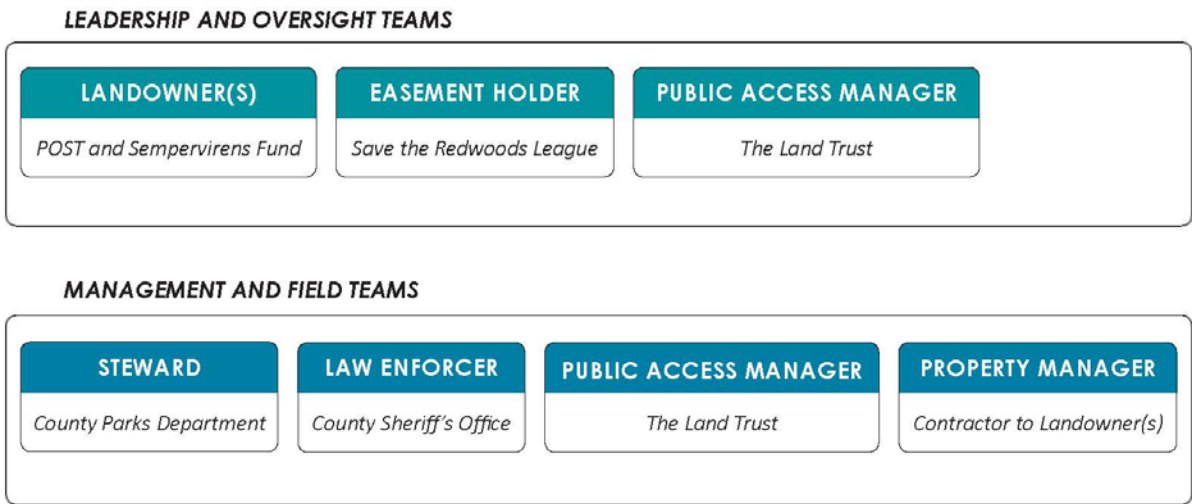 LEADERSHIP AND OVERSIGHT TEAMS
LANDOWNER(S)
POST and Sempervirens Fund
EASEMENT HOLDER
Save the Redwoods League
PUBLIC ACCESS MANAGER
The Land Trust
MANAGEMENT AND FIELD TEAMS
STEWARD
County Parks Department
LAW ENFORCER
County Sheriff's Office
PUBLIC ACCESS MANAGER
The Land Trust
PROPERTY MANAGER
Contractor to Landowner(s)